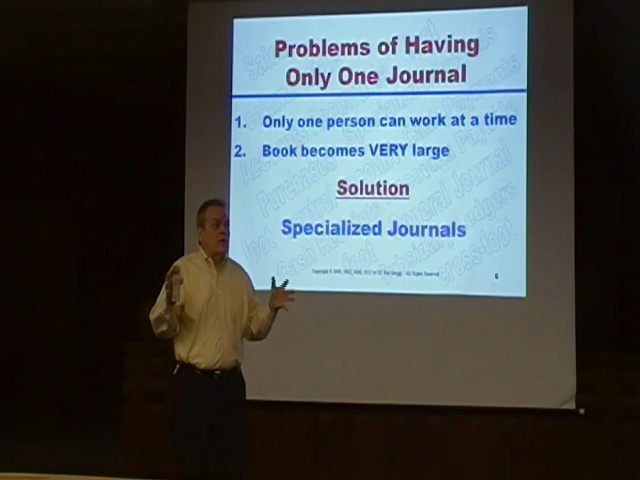 Problems of Having
Only One Journal
1. Only one person can work at a time
2. Book becomes VERY large
Solution
Specialized Journals
6